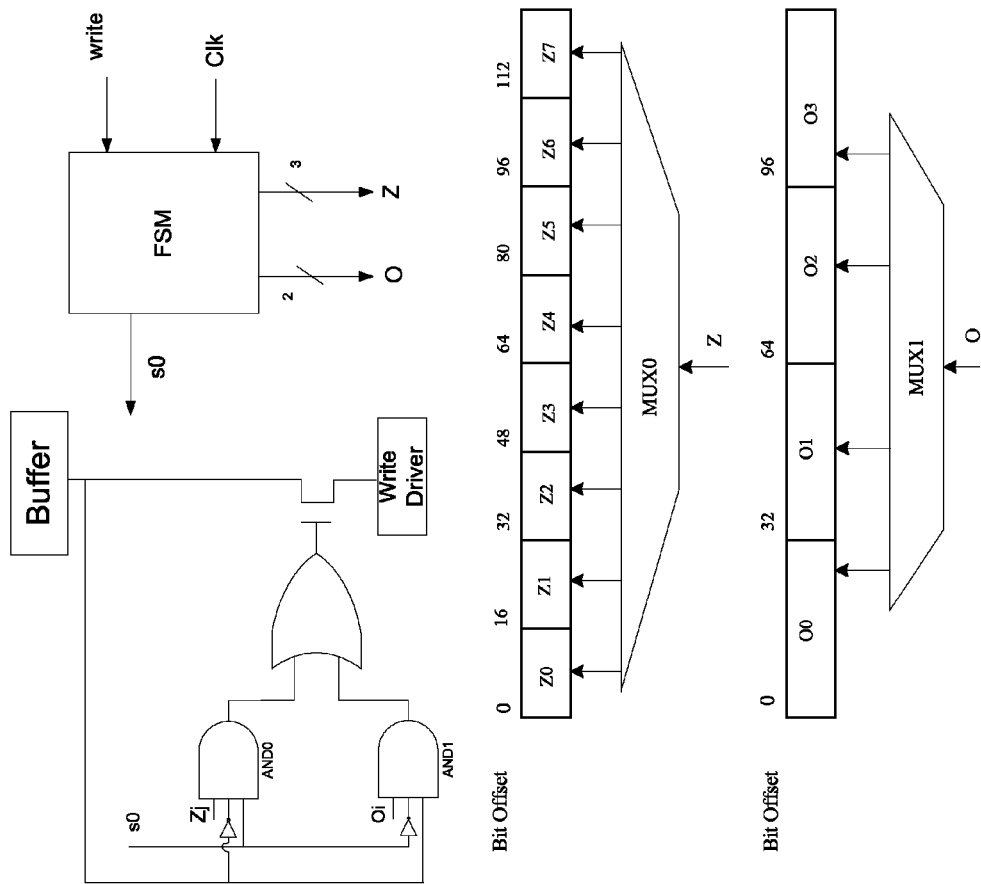 Buffer
Write
Driver
s0
Zj
AND0
Oi
AND1
write
Clk
FSM
s0
3
Z
2
O
Bit Offset
0
16
32
48
64
80
96
112
Z0
Z1
Z2
Z3
Z4
Z5
Z6
Z7
MUX0
Z
Bit Offset
0
32
64
96
O0
O1
O2
O3
MUX1
O